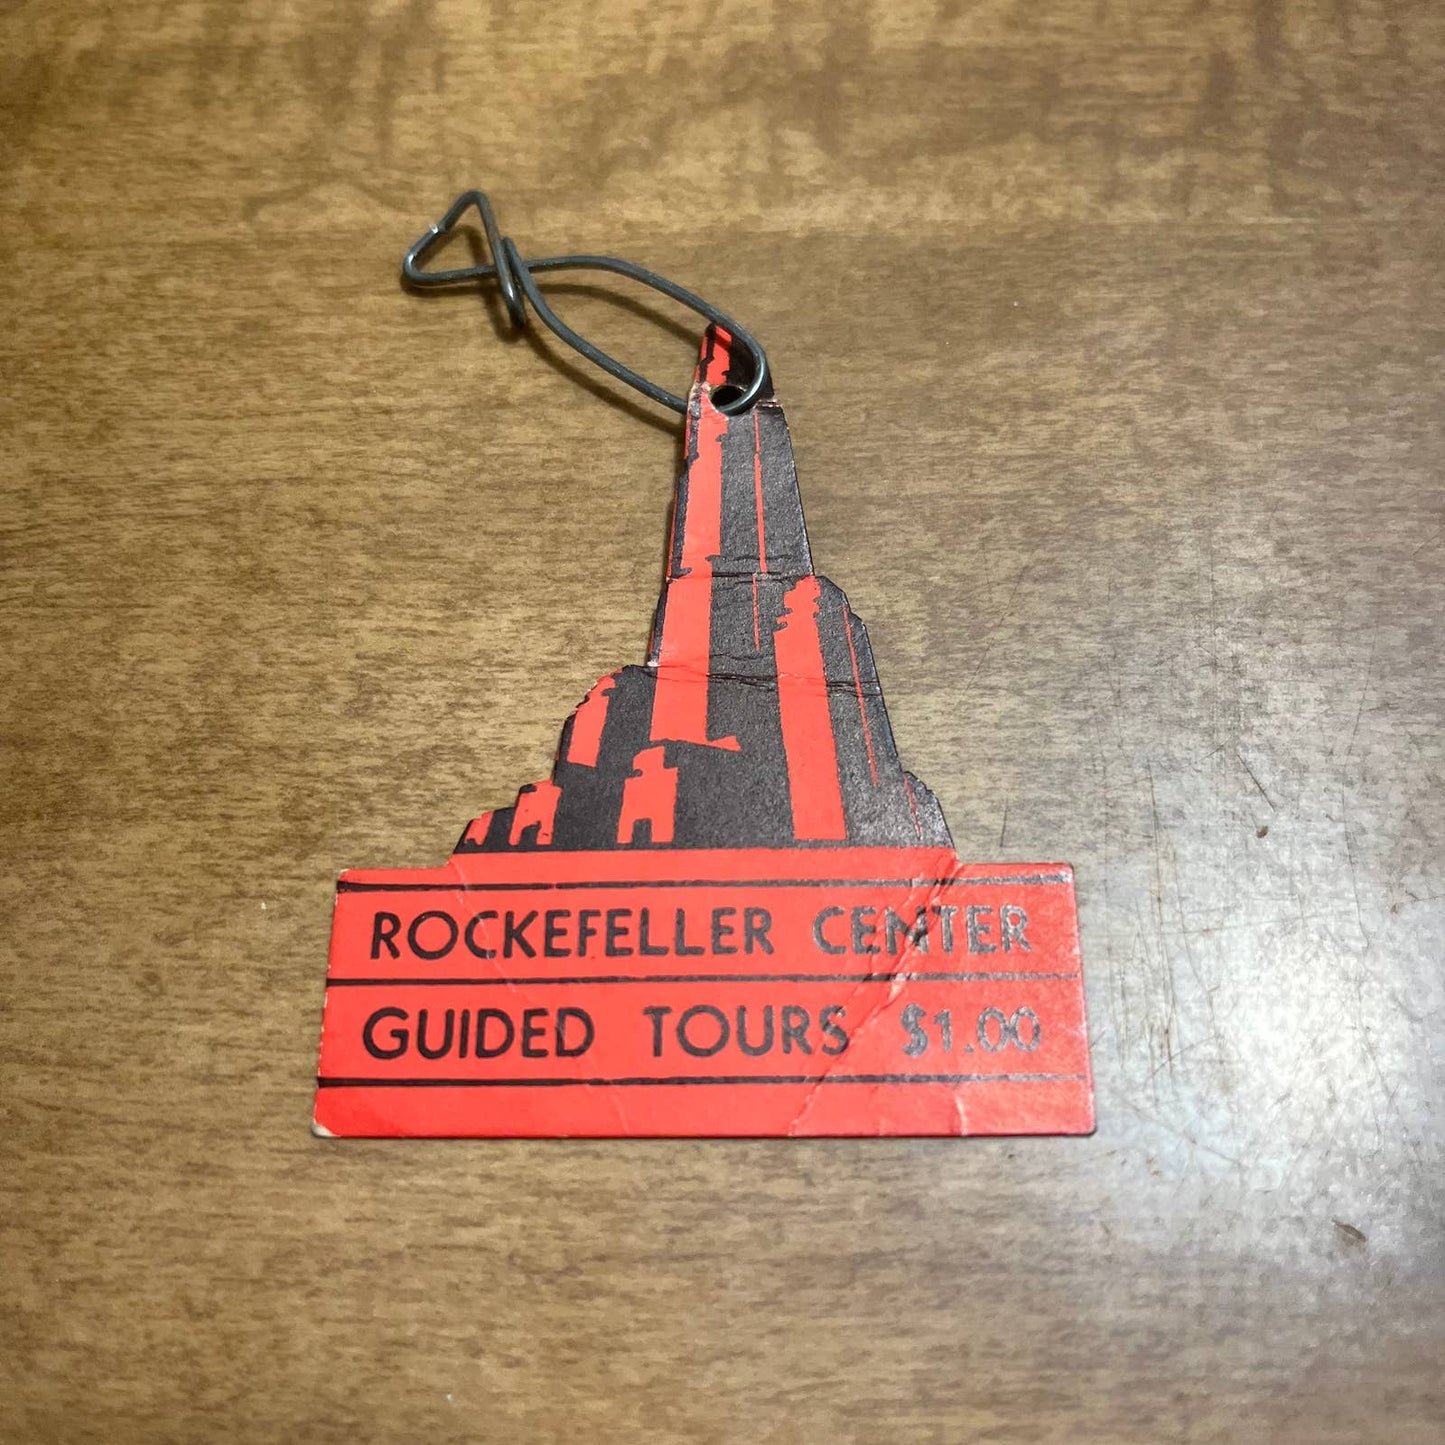 ROCKEFELLER CENTER
GUIDED TOURS $1.00